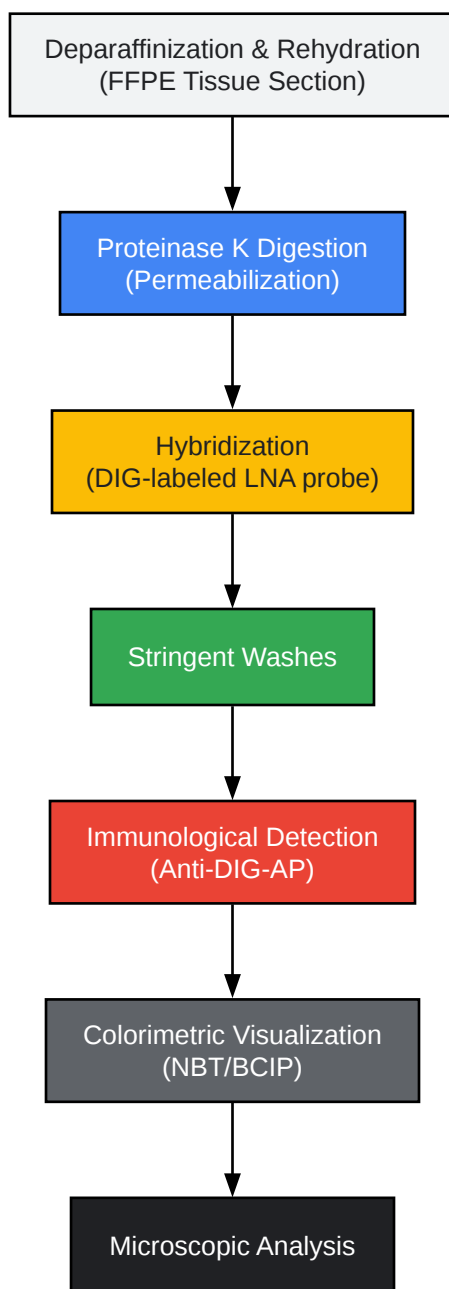 Deparaffinization & Rehydration
(FFPE Tissue Section)
Proteinase K Digestion
(Permeabilization)
Hybridization
(DIG-labeled LNA probe)
Stringent Washes
Immunological Detection
(Anti-DIG-AP)
Colorimetric Visualization
(NBT/BCIP)
Microscopic Analysis